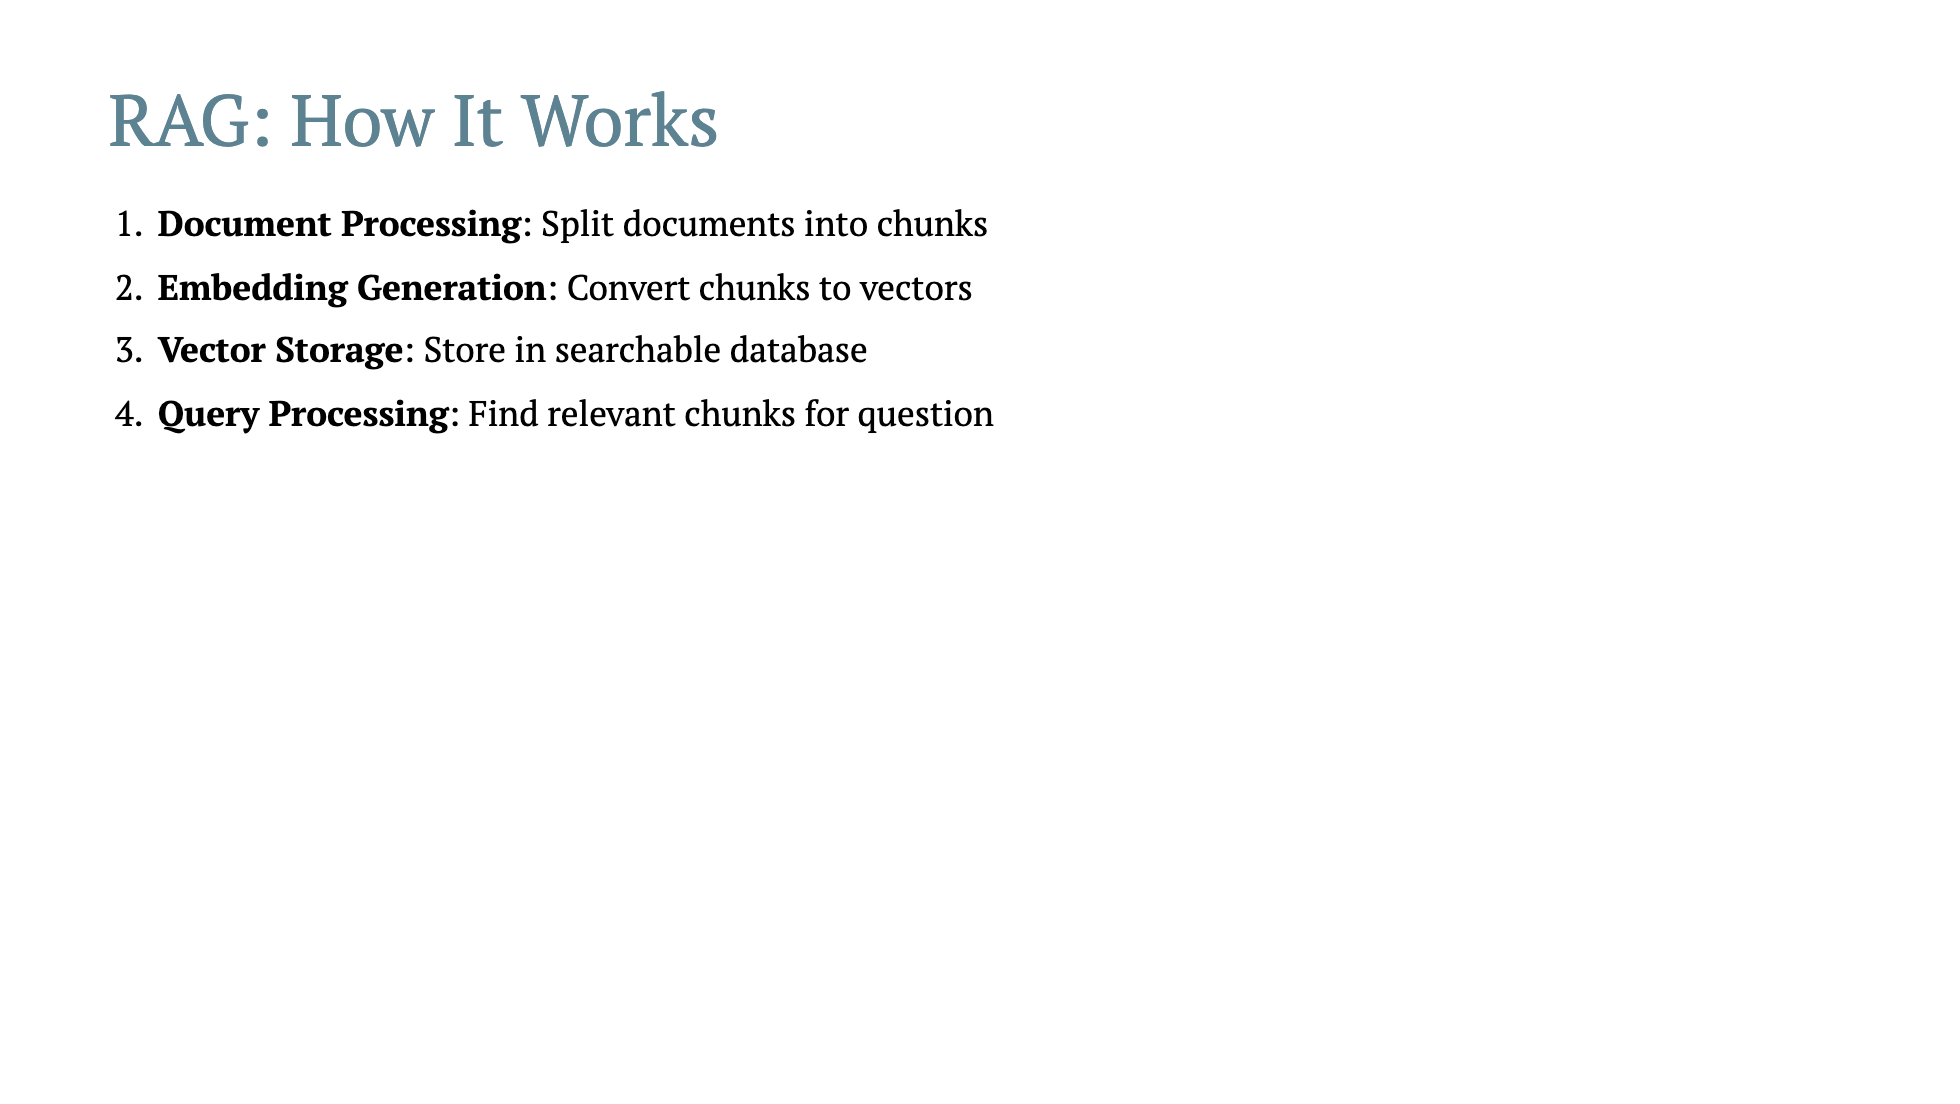 RAG: How It Works
1. Document Processing: Split documents into chunks
2. Embedding Generation: Convert chunks to vectors
3. Vector Storage: Store in searchable database
4. Query Processing: Find relevant chunks for question